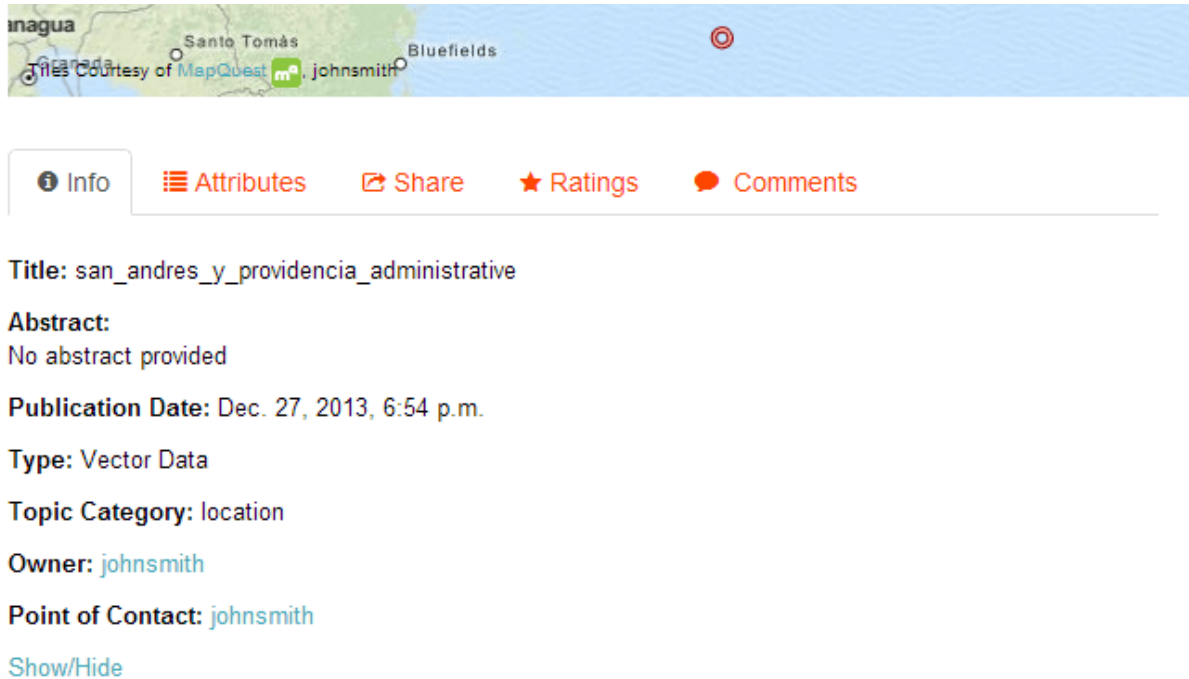 anagua
Santo Tomás
Bluefields
Granada
Tiles Courtesy of MapQuest mq, johnsmith
Info Attributes Share Ratings Comments
Title: san_andres_y_providencia_administrative
Abstract:
No abstract provided
Publication Date: Dec. 27, 2013, 6:54 p.m.
Type: Vector Data
Topic Category: location
Owner: johnsmith
Point of Contact: johnsmith
Show/Hide